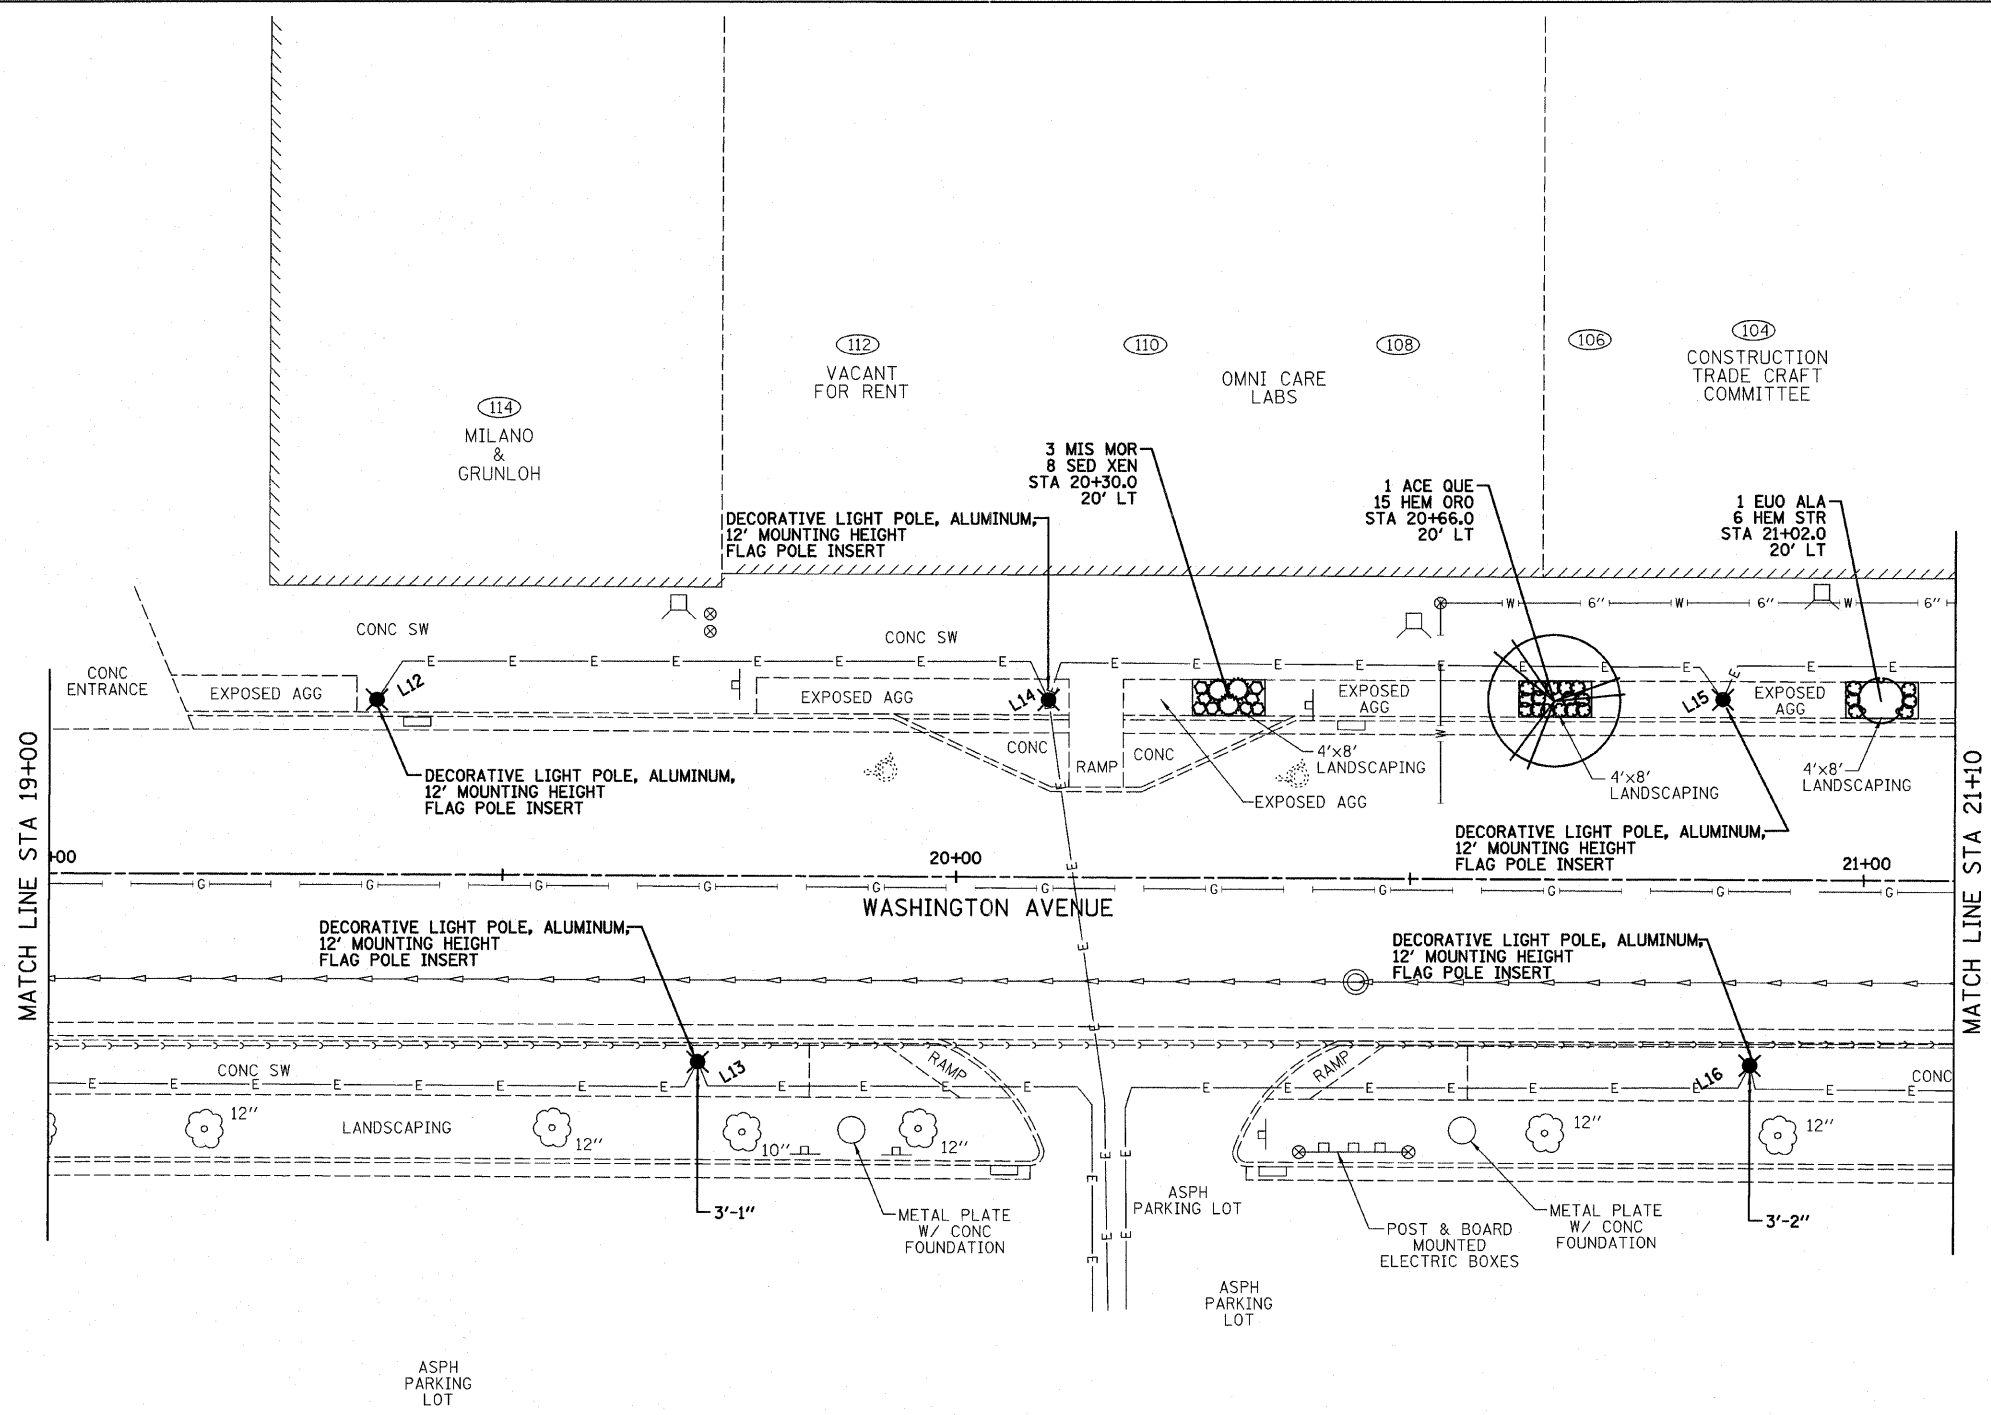 112
110
108
106
104
VACANT
FOR RENT
OMNI CARE
LABS
CONSTRUCTION
TRADE CRAFT
COMMITTEE
114
MILANO
&
GRUNLOH
3 MIS MOR
8 SED XEN
STA 20+30.0
20' LT
1 ACE QUE
15 HEM ORO
STA 20+66.0
20' LT
1 EUO ALA
6 HEM STR
STA 21+02.0
20' LT
DECORATIVE LIGHT POLE, ALUMINUM,
12' MOUNTING HEIGHT
FLAG POLE INSERT
W 6" W 6" W 6"
CONC SW
CONC SW
E E E E E E E E E E E E E E E E E E
CONC
ENTRANCE
EXPOSED AGG
L12
EXPOSED AGG
L14
EXPOSED
AGG
L15
E
EXPOSED
AGG
W
CONC
RAMP
CONC
E
4'x8'
LANDSCAPING
EXPOSED AGG
4'x8'
LANDSCAPING
4'x8'
LANDSCAPING
DECORATIVE LIGHT POLE, ALUMINUM,
12' MOUNTING HEIGHT
FLAG POLE INSERT
DECORATIVE LIGHT POLE, ALUMINUM,
12' MOUNTING HEIGHT
FLAG POLE INSERT
MATCH LINE STA 19+00
MATCH LINE STA 21+10
+00
20+00
21+00
E
G G G G G G G G G G G
WASHINGTON AVENUE
E
E
DECORATIVE LIGHT POLE, ALUMINUM,
12' MOUNTING HEIGHT
FLAG POLE INSERT
DECORATIVE LIGHT POLE, ALUMINUM,
12' MOUNTING HEIGHT
FLAG POLE INSERT
CONC SW
L13
RAMP
RAMP
L16
CONC
E E E E E E E E E E E E E E E E E E E E E E
12"
LANDSCAPING
12"
10"
12"
12"
12"
E E
E
ASPH
PARKING LOT
3'-1"
METAL PLATE
W/ CONC
FOUNDATION
E E
E
POST & BOARD
MOUNTED
ELECTRIC BOXES
METAL PLATE
W/ CONC
FOUNDATION
3'-2"
ASPH
PARKING
LOT
ASPH
PARKING
LOT